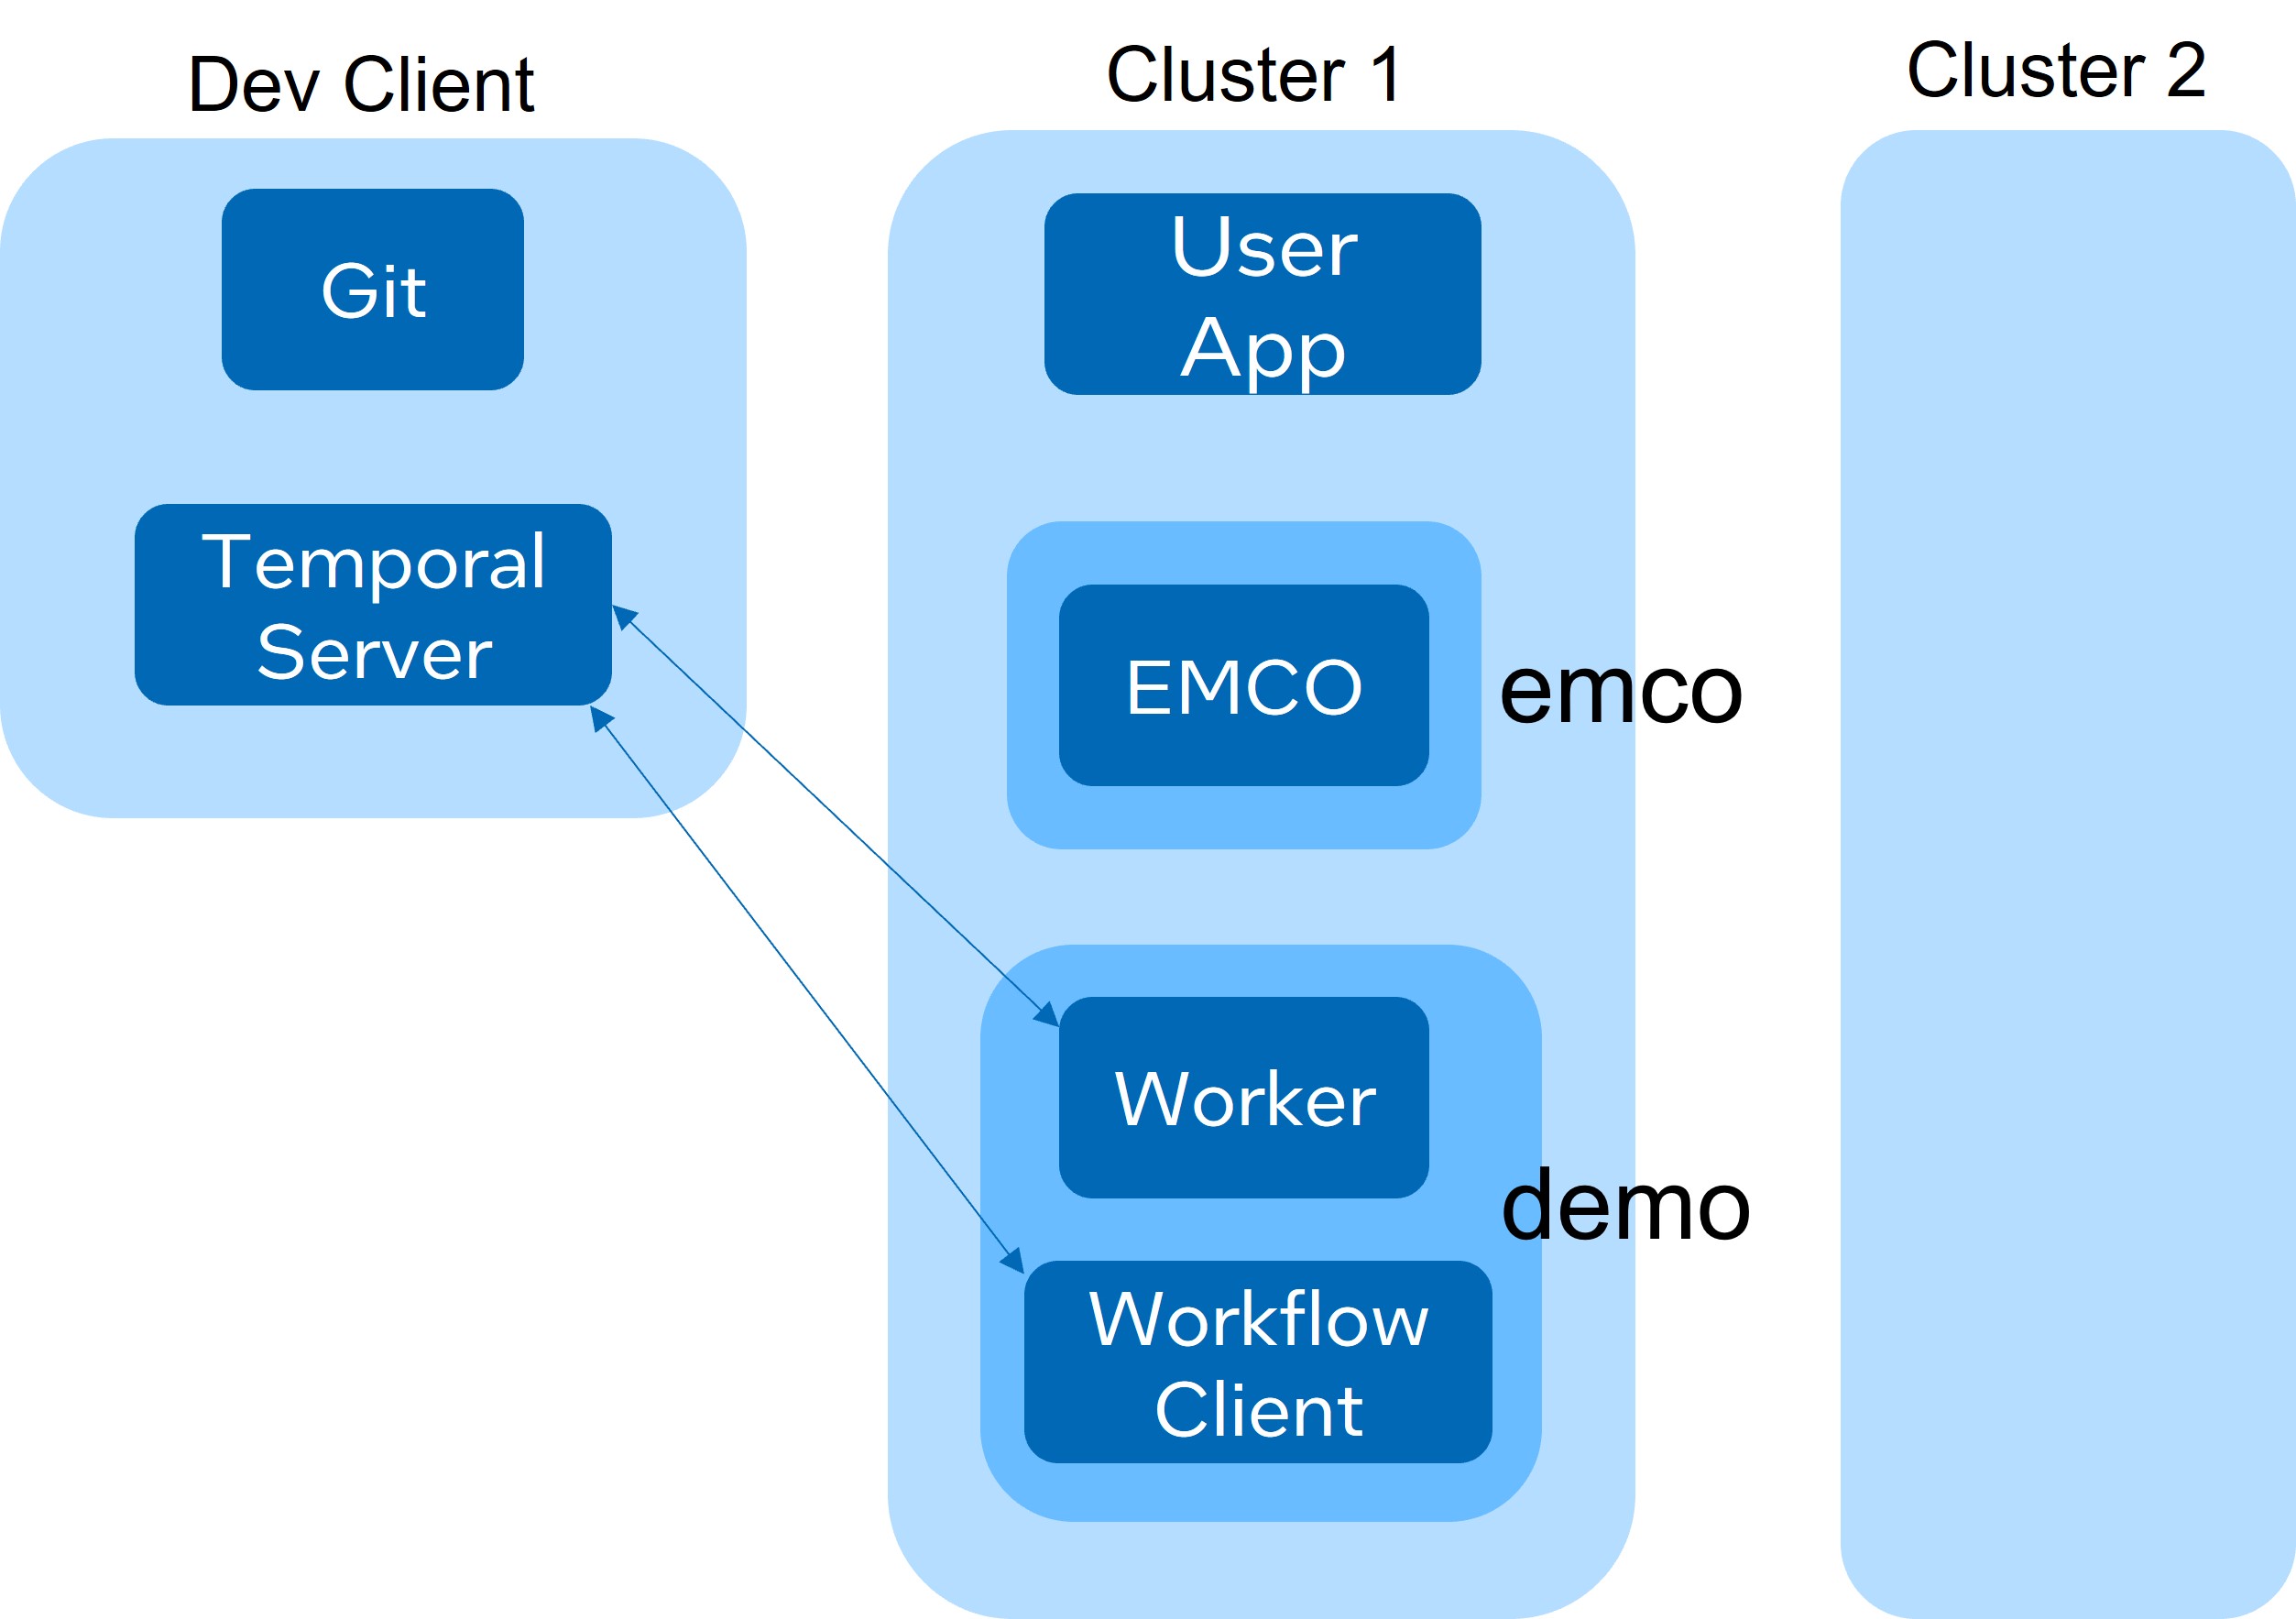 Dev Client
Git
Temporal
Server
Cluster 1
User
App
EMCO
emco
Worker
demo
Workflow
Client
Cluster 2